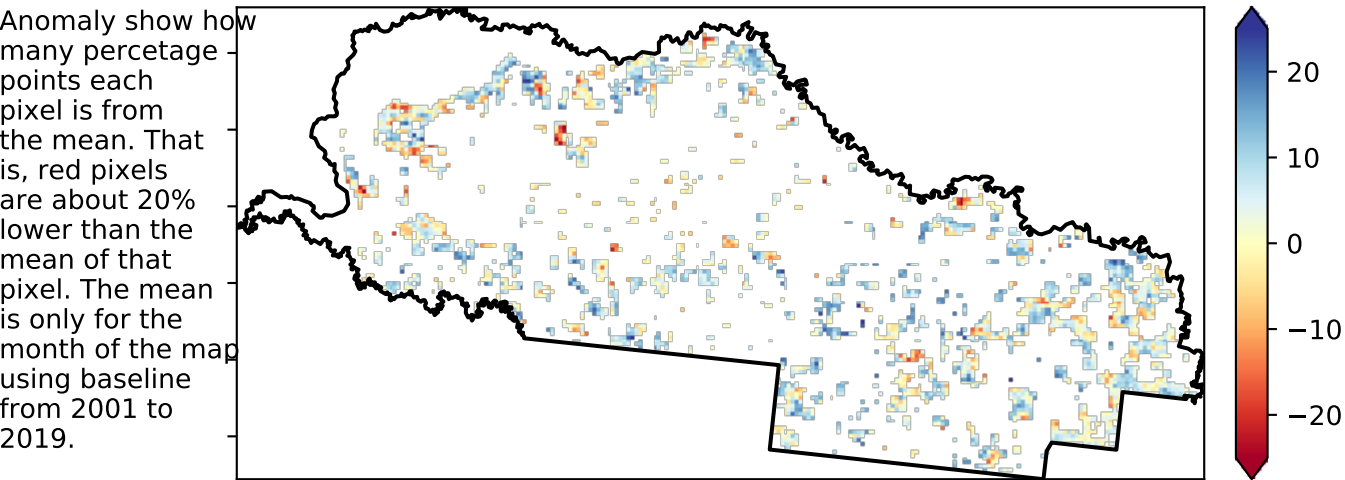 Anomaly show how
many percetage
points each
pixel is from
the mean. That
is, red pixels
are about 20%
lower than the
mean of that
pixel. The mean
is only for the
month of the map
using baseline
from 2001 to
2019.
20
10
0
−10
−20